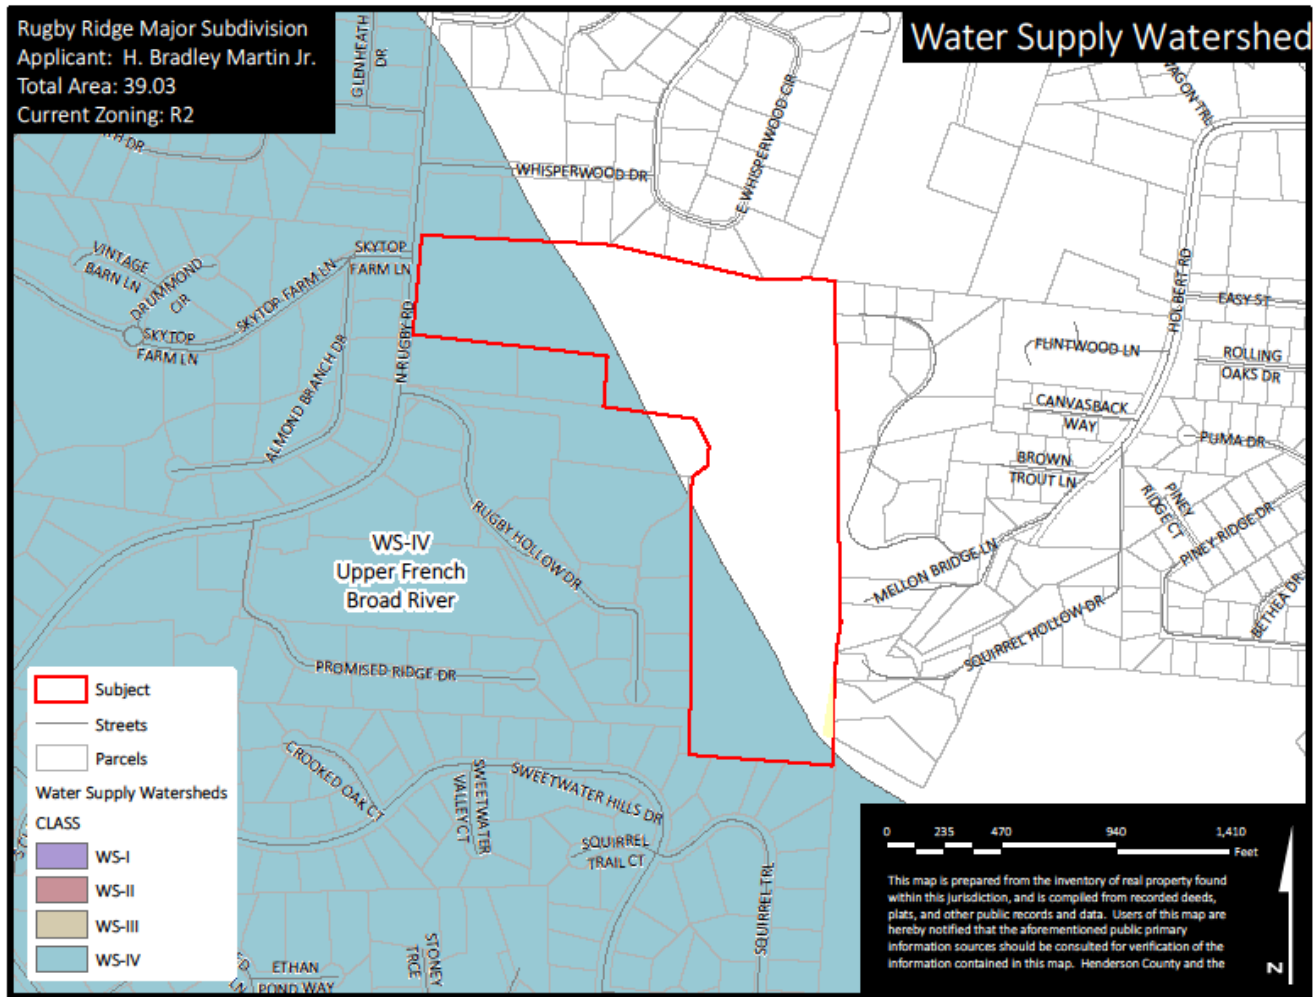 Rugby Ridge Major Subdivision
Applicant: H. Bradley Martin Jr.
Total Area: 39.03
Current Zoning: R2
Water Supply Watershed
GLENHEATH
DR
WAGON TRL
TH DR
WHISPERWOOD DR
E WHISPERWOOD CIR
VINTAGE
BARN LN
DRUMMOND
CIR
SKYTOP
FARM LN
SKYTOP FARM LN
SKYTOP
FARM LN
N RUGBY RD
ALMOND BRANCH DR
HOLBERT RD
EASY ST
FLINTWOOD LN
ROLLING
OAKS DR
CANVASBACK
WAY
PUMA DR
BROWN
TROUT LN
PINEY
RIDGE CT
PINEY RIDGE DR
BETHEA DR
RUGBY HOLLOW DR
WS-IV
Upper French
Broad River
MELLON BRIDGE LN
SQUIRREL HOLLOW DR
PROMISED RIDGE DR
CROOKED OAK CT
SWEETWATER
VALLEY CT
SWEETWATER HILLS DR
SQUIRREL
TRAIL CT
SQUIRREL TRL
STONEY
TRCE
ETHAN
POND WAY
LN
Subject
Streets
Parcels
Water Supply Watersheds
CLASS
WS-I
WS-II
WS-III
WS-IV
0 235 470 940 1,410
Feet
This map is prepared from the inventory of real property found
within this jurisdiction, and is compiled from recorded deeds,
plats, and other public records and data. Users of this map are
hereby notified that the aforementioned public primary
information sources should be consulted for verification of the
information contained in this map. Henderson County and the
N